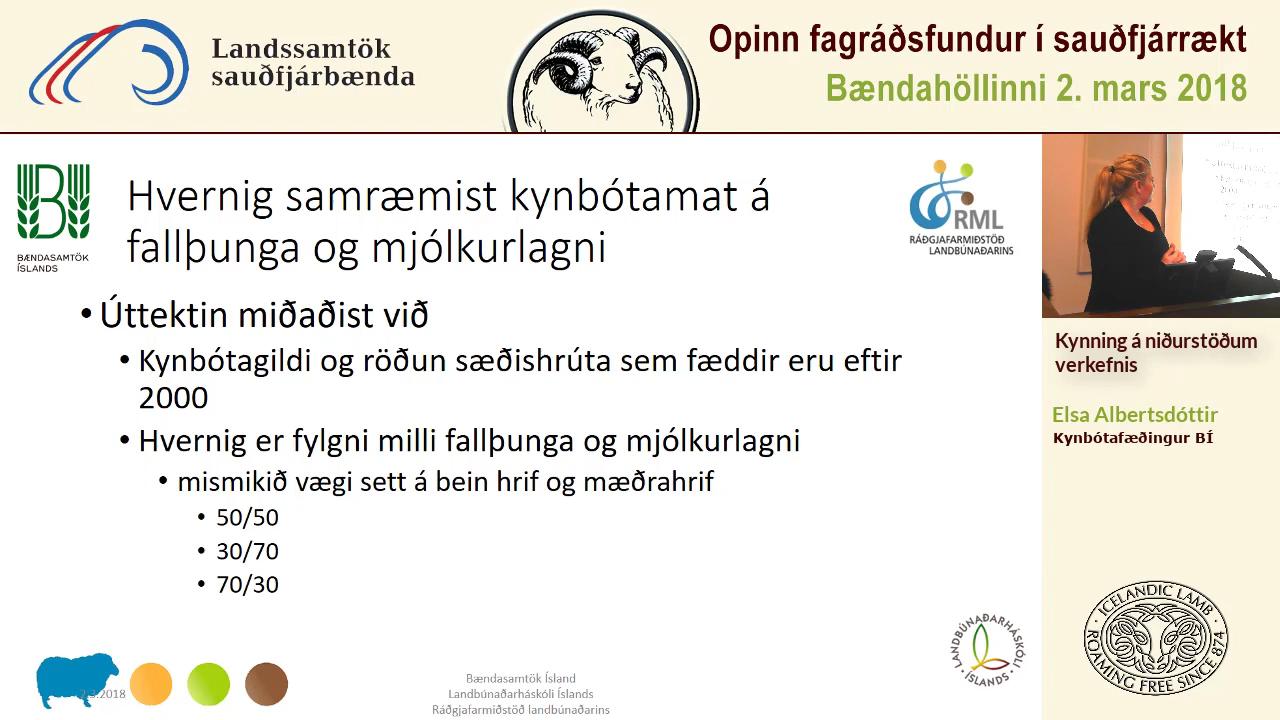 Landssamtök
sauðfjárbænda
Opinn fagráðsfundur í sauðfjárrækt
Bændahöllinni 2. mars 2018
BÆNDASAMTÖK
ÍSLANDS
Hvernig samræmist kynbótamat á
fallþunga og mjólkurlagni
RML
RÁÐGJAFARMIÐSTÖÐ
LANDBÚNAÐARINS
• Úttektin miðaðist við
• Kynbótagildi og röðun sæðishrúta sem fæddir eru eftir
2000
• Hvernig er fylgni milli fallþunga og mjólkurlagni
• mismikið vægi sett á bein hrif og mæðrahrif
• 50/50
• 30/70
• 70/30
Kynning á niðurstöðum
verkefnis
Elsa Albertsdóttir
Kynbótafæðingur BÍ
LANDBÚNAÐARHÁSKÓLI
· ÍSLANDS ·
· ICELANDIC LAMB ·
ROAMING FREE SINCE 874
2.3.2018
Bændasamtök Ísland
Landbúnaðarháskóli Íslands
Ráðgjafarmiðstöð landbúnaðarins